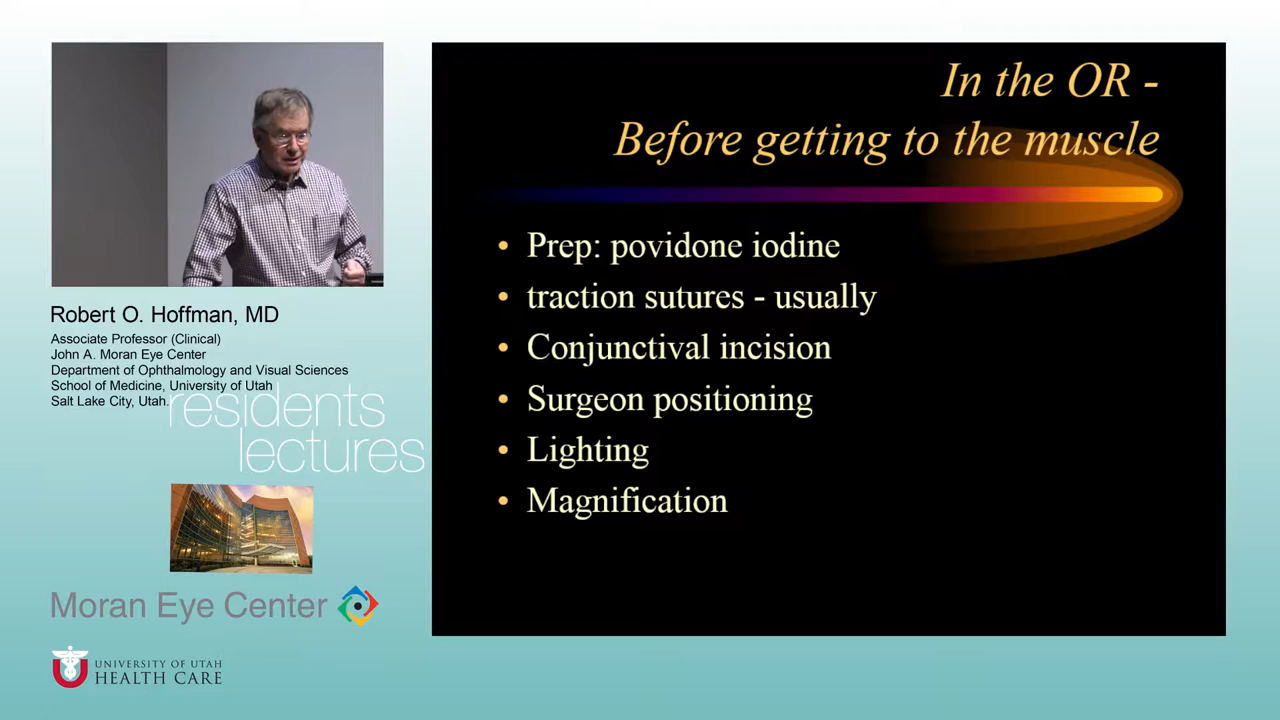 In the OR -
Before getting to the muscle
• Prep: povidone iodine
• traction sutures - usually
• Conjunctival incision
• Surgeon positioning
• Lighting
• Magnification
Robert O. Hoffman, MD
Associate Professor (Clinical)
John A. Moran Eye Center
Department of Ophthalmology and Visual Sciences
School of Medicine, University of Utah
Salt Lake City, Utah.
residents
lectures
Moran Eye Center
UNIVERSITY OF UTAH
HEALTH CARE